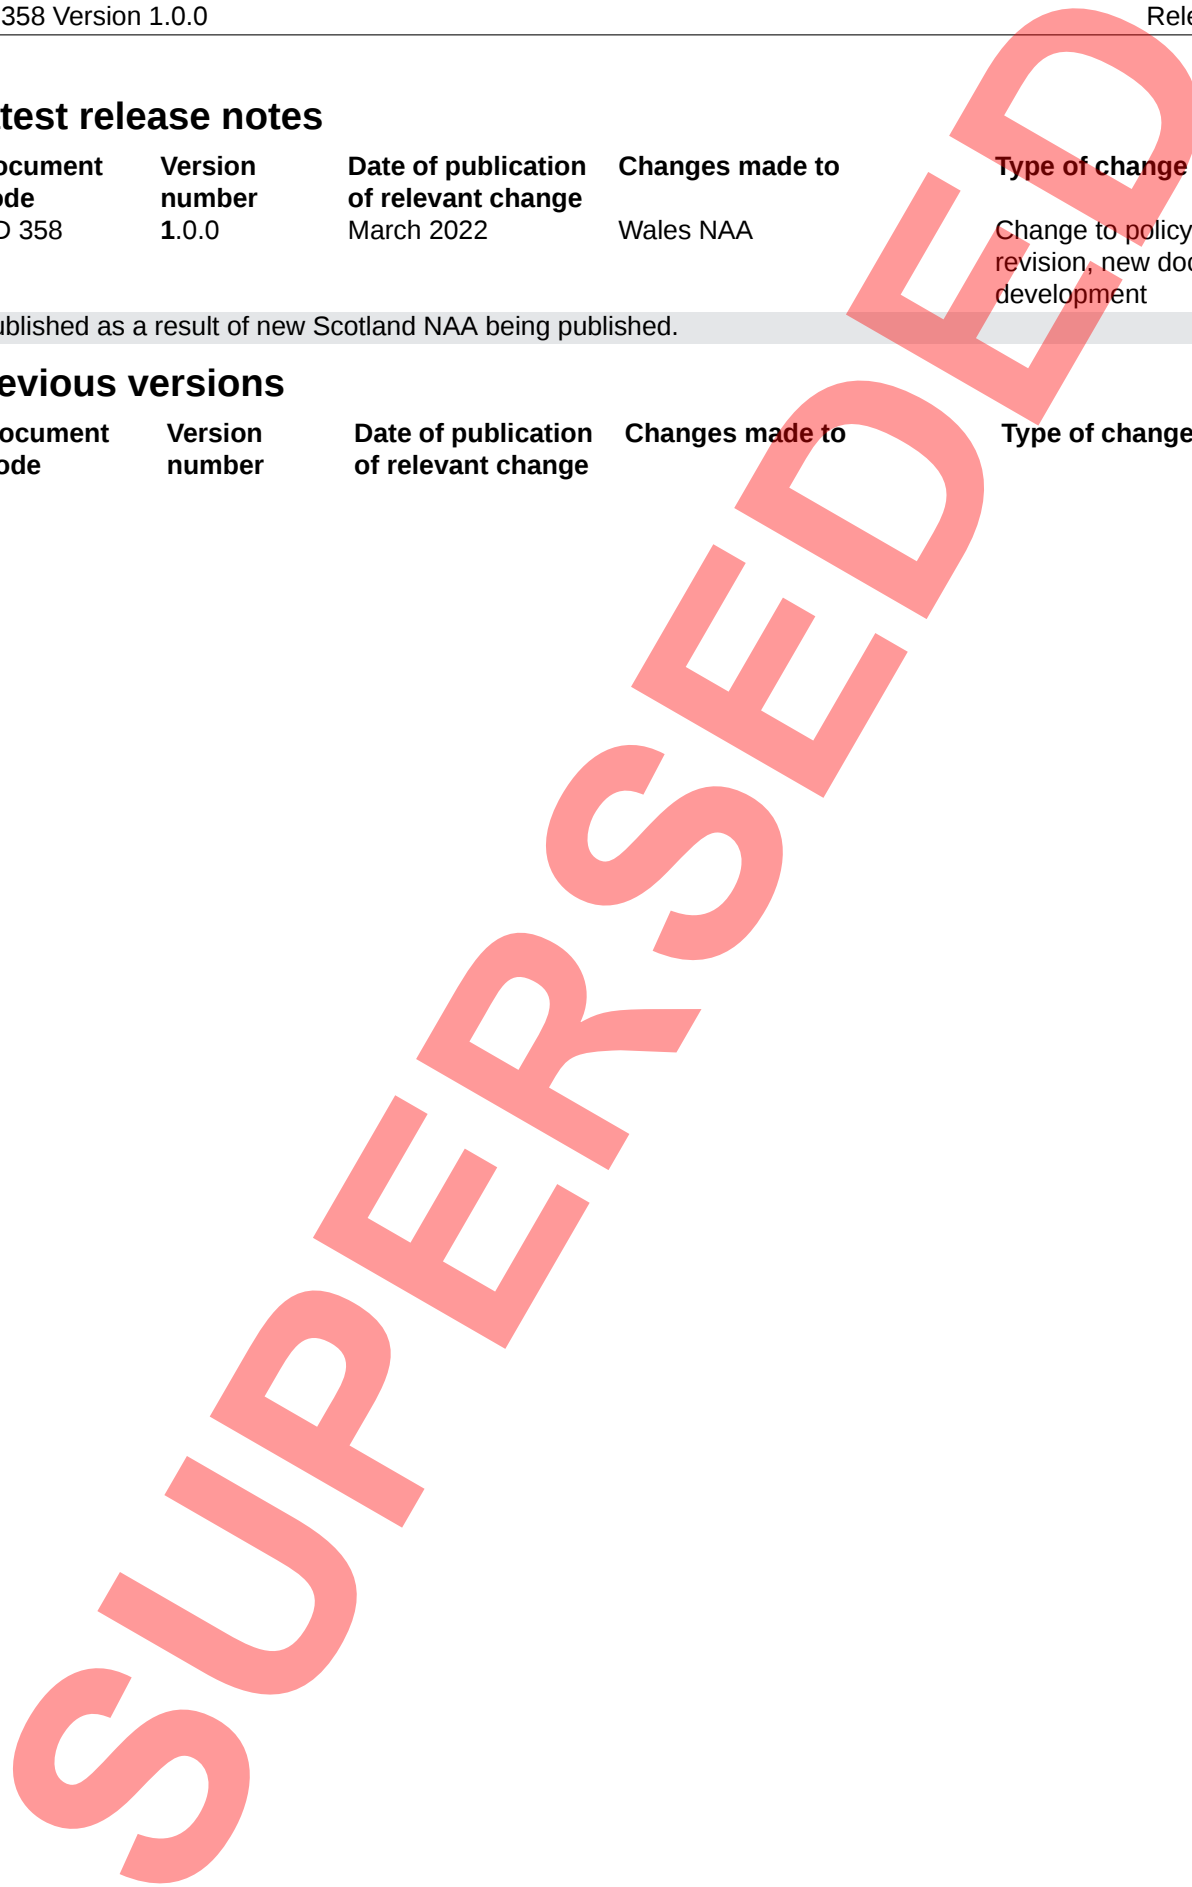 358 Version 1.0.0 Rele
test release notes
ocument Version Date of publication Changes made to Type of change
ode number of relevant change
D 358 1.0.0 March 2022 Wales NAA Change to policy
revision, new doc
development
ublished as a result of new Scotland NAA being published.
evious versions
ocument Version Date of publication Changes made to Type of change
ode number of relevant change
SUPERSEDED